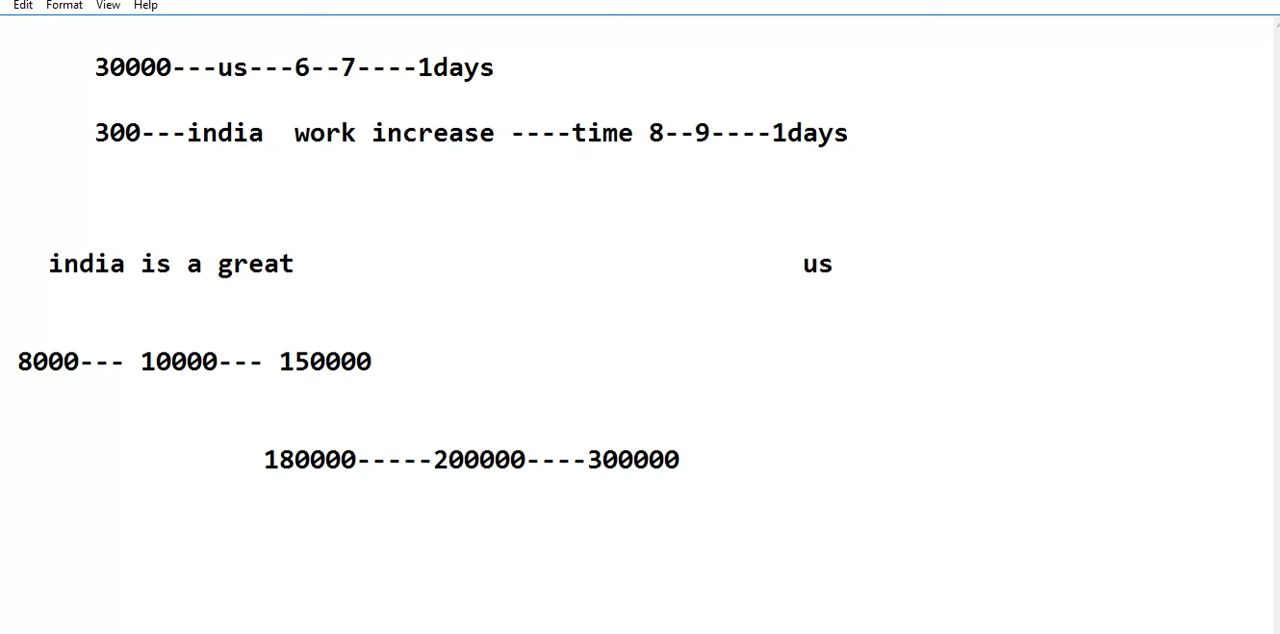 Edit Format View Help
30000---us---6--7----1days
300---india  work increase ----time 8--9----1days
india is a great us
8000--- 10000--- 150000
180000-----200000----300000